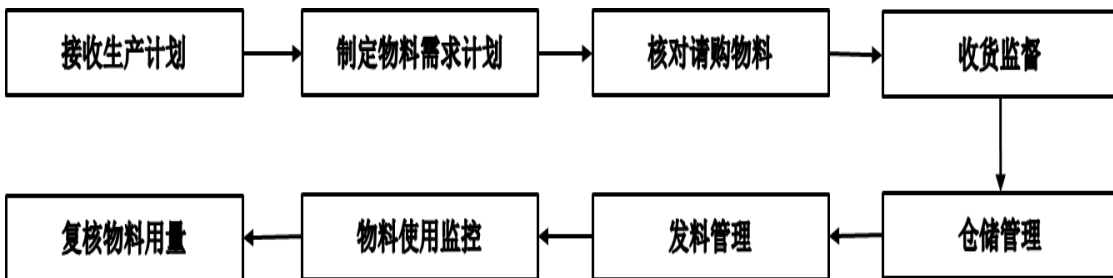 接收生产计划
制定物料需求计划
核对请购物料
收货监督
仓储管理
发料管理
物料使用监控
复核物料用量